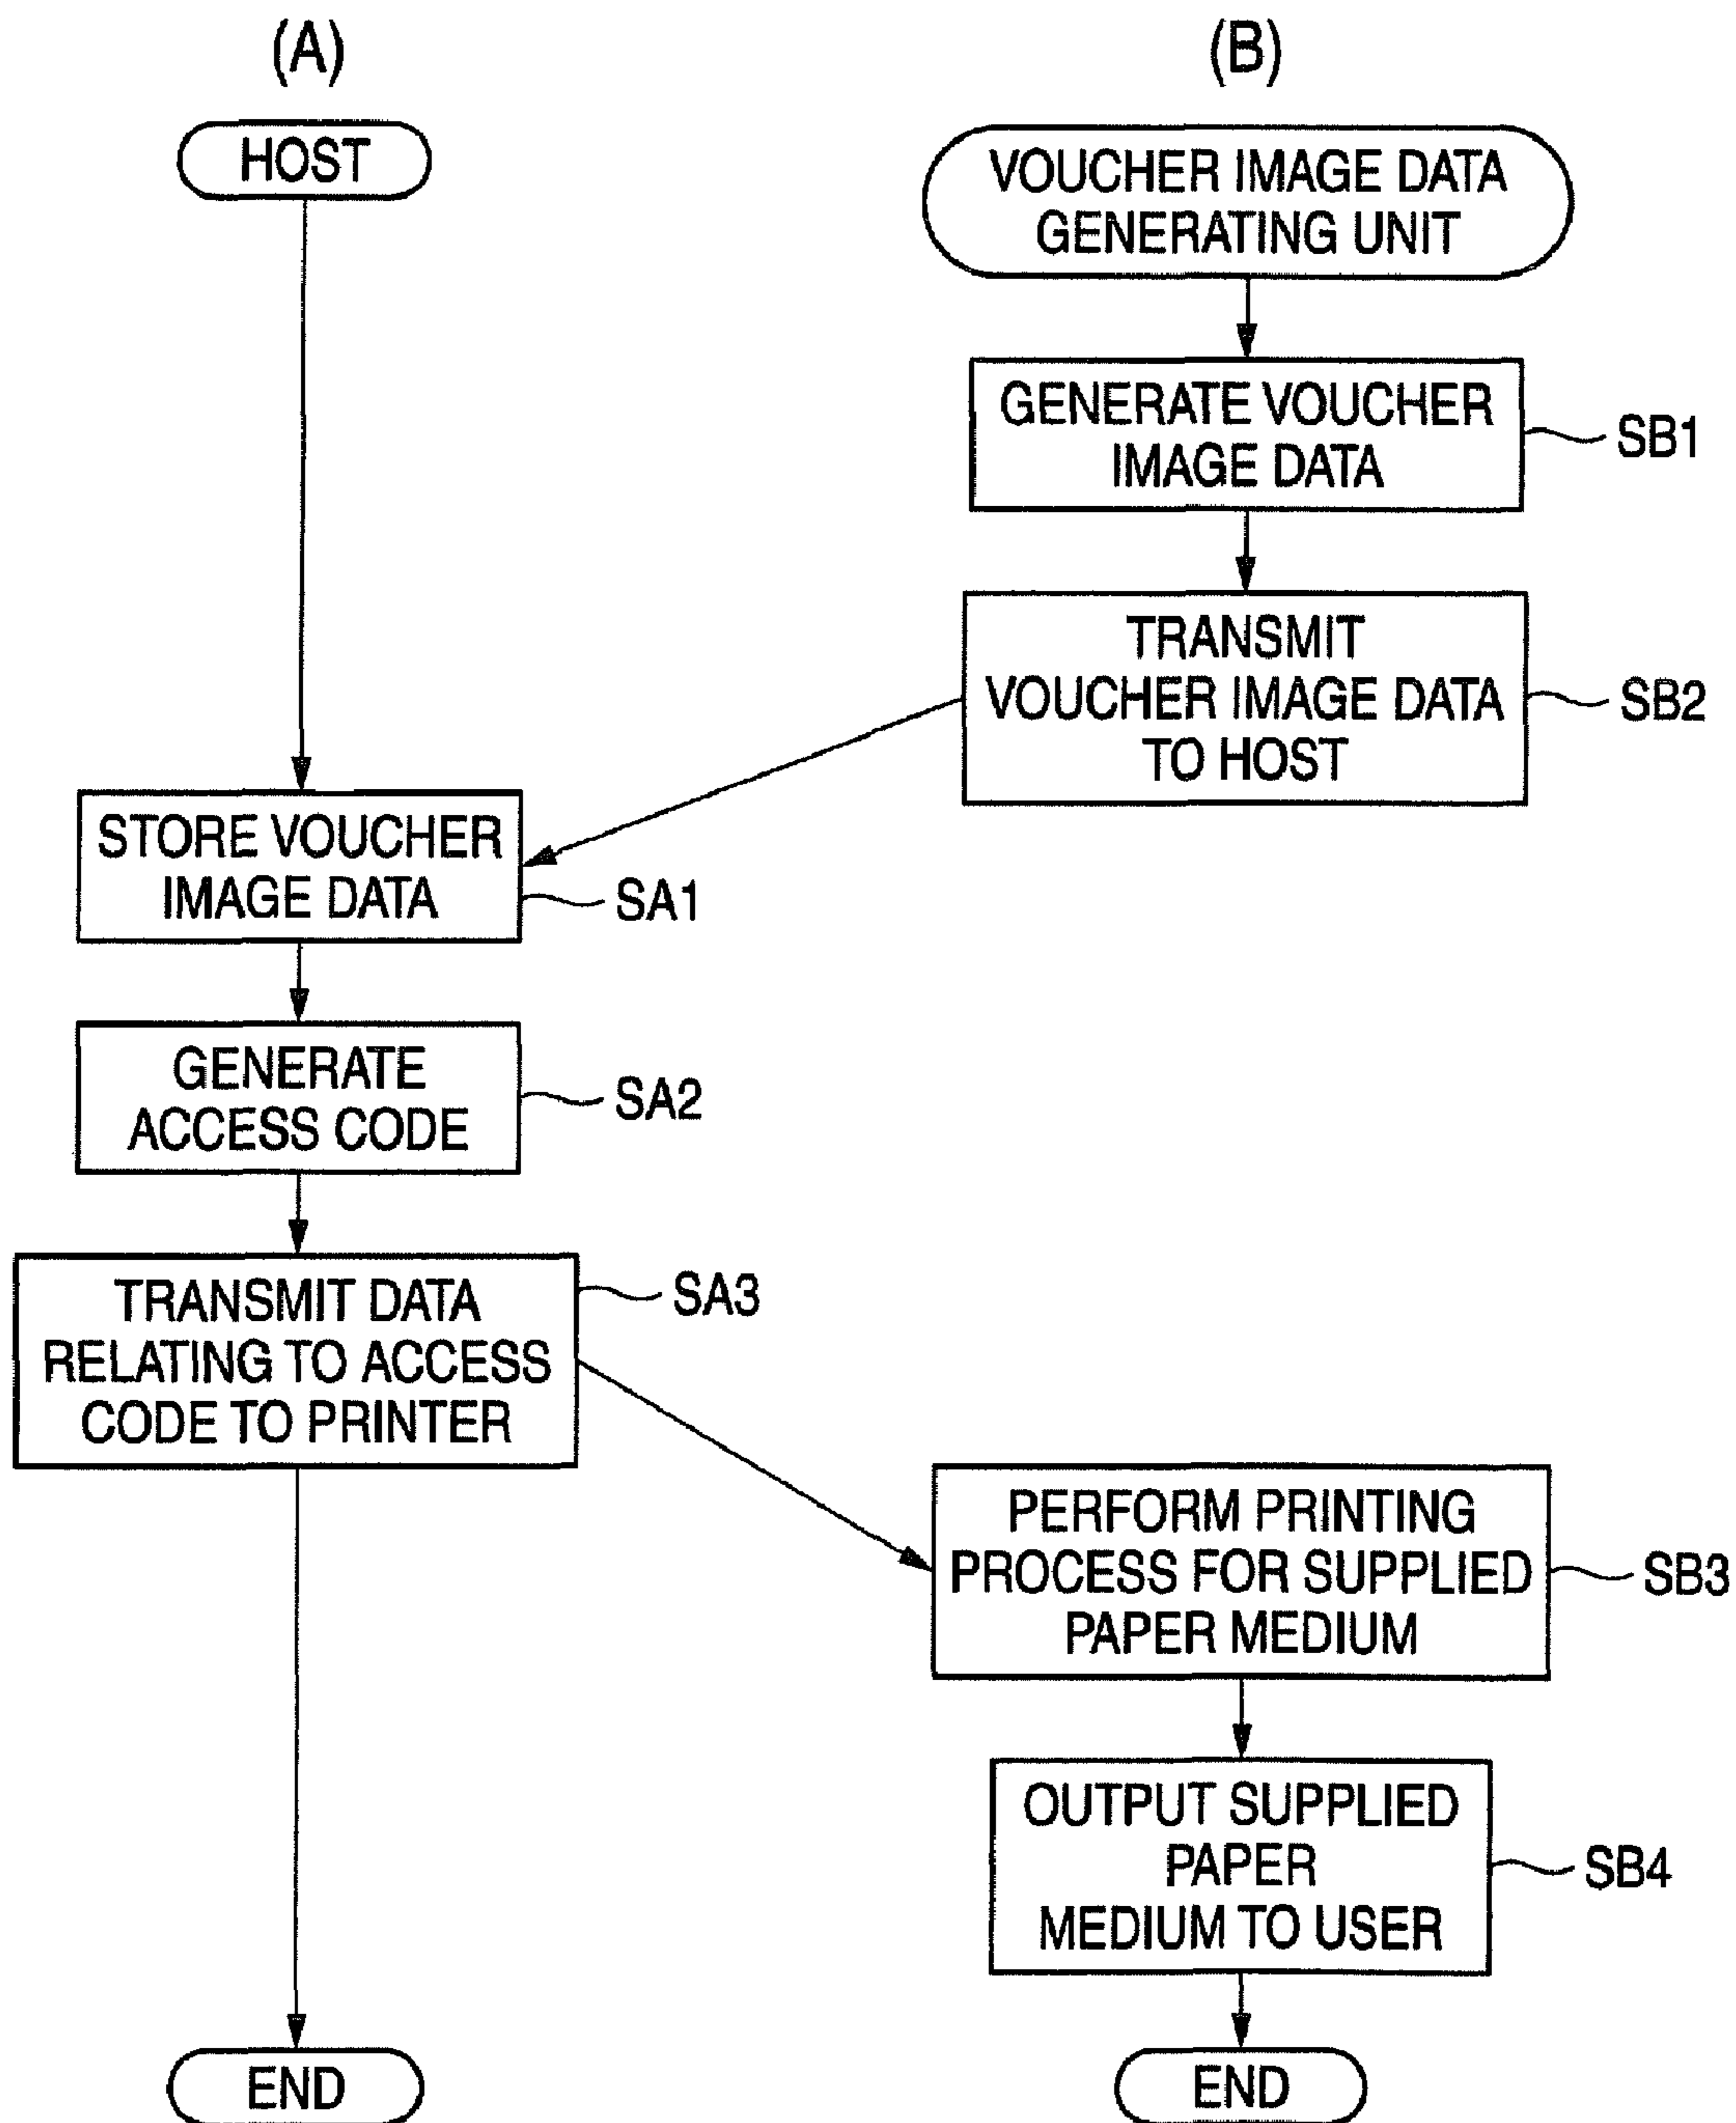 (A)
HOST
STORE VOUCHER
IMAGE DATA
SA1
GENERATE
ACCESS CODE
SA2
TRANSMIT DATA
RELATING TO ACCESS
CODE TO PRINTER
SA3
END
(B)
VOUCHER IMAGE DATA
GENERATING UNIT
GENERATE VOUCHER
IMAGE DATA
SB1
TRANSMIT
VOUCHER IMAGE DATA
TO HOST
SB2
PERFORM PRINTING
PROCESS FOR SUPPLIED
PAPER MEDIUM
SB3
OUTPUT SUPPLIED
PAPER
MEDIUM TO USER
SB4
END